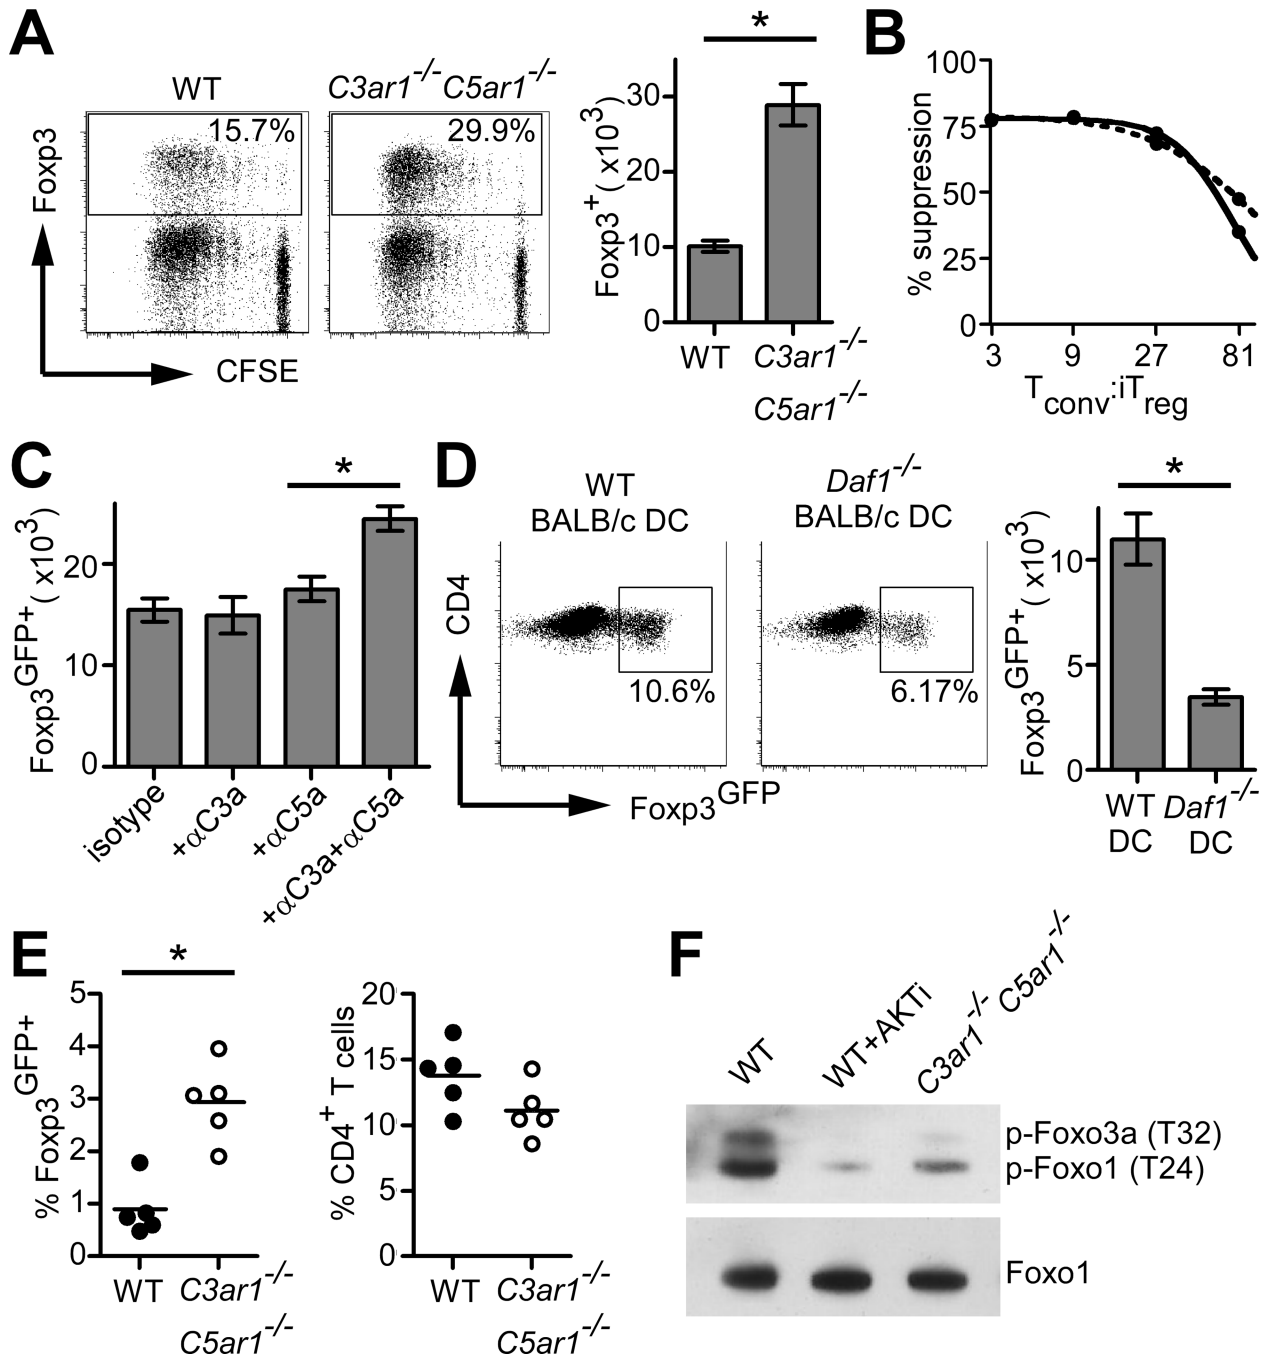 A
WT
C3ar1-/-C5ar1-/-
15.7%
29.9%
Foxp3
CFSE
*
Foxp3+( x103)
30
20
10
0
WT
C3ar1-/-
C5ar1-/-
B
% suppression
100
75
50
25
0
3 9 27 81
Tconv:iTreg
C
*
Foxp3GFP+( x103)
20
10
0
isotype
+αC3a
+αC5a
+αC3a+αC5a
D
WT
BALB/c DC
Daf1-/-
BALB/c DC
CD4
10.6%
6.17%
Foxp3GFP
*
Foxp3GFP+( x103)
10
5
0
WT
DC
Daf1-/-
DC
E
*
% Foxp3GFP+
5
4
3
2
1
0
WT
C3ar1-/-
C5ar1-/-
% CD4+ T cells
20
15
10
5
0
WT
C3ar1-/-
C5ar1-/-
F
WT
WT+AKTi
C3ar1-/-C5ar1-/-
p-Foxo3a (T32)
p-Foxo1 (T24)
Foxo1